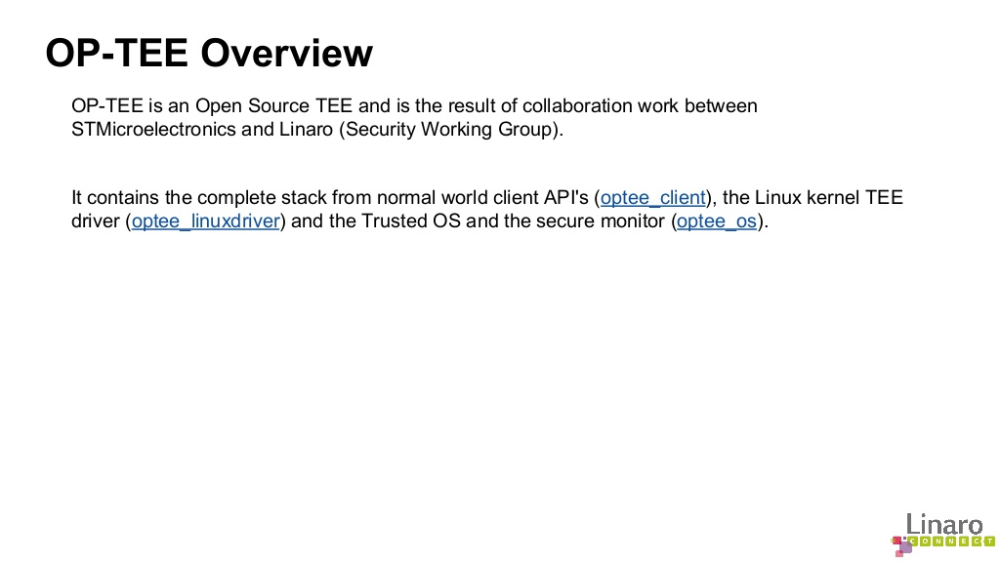 OP-TEE Overview
OP-TEE is an Open Source TEE and is the result of collaboration work between
STMicroelectronics and Linaro (Security Working Group).
It contains the complete stack from normal world client API's (optee_client), the Linux kernel TEE
driver (optee_linuxdriver) and the Trusted OS and the secure monitor (optee_os).
Linaro
CONNECT